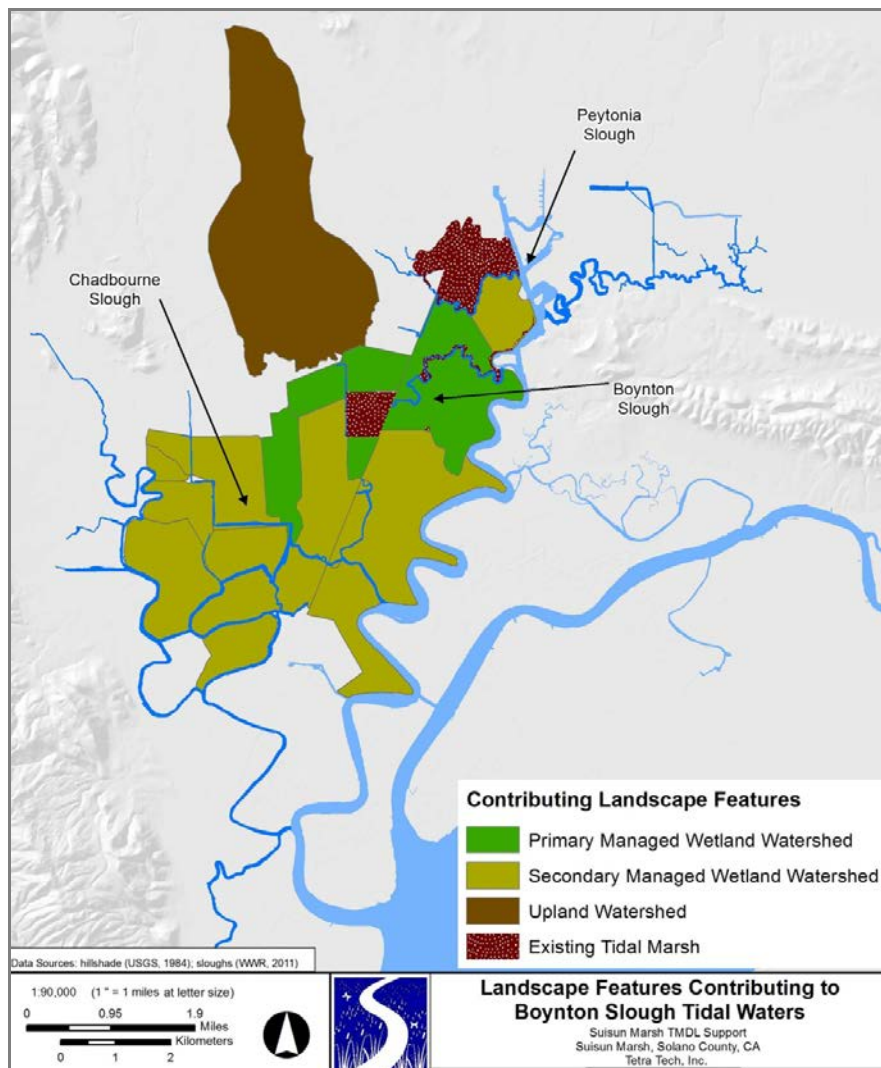 Peytonia
Slough
Chadbourne
Slough
Boynton
Slough
Contributing Landscape Features
Primary Managed Wetland Watershed
Secondary Managed Wetland Watershed
Upland Watershed
Existing Tidal Marsh
Data Sources: hillshade (USGS, 1984); sloughs (WWR, 2011)
1:90,000 (1 " = 1 miles at letter size)
0 0.95 1.9
Miles
Kilometers
0 1 2
Landscape Features Contributing to
Boynton Slough Tidal Waters
Suisun Marsh TMDL Support
Suisun Marsh, Solano County, CA
Tetra Tech, Inc.